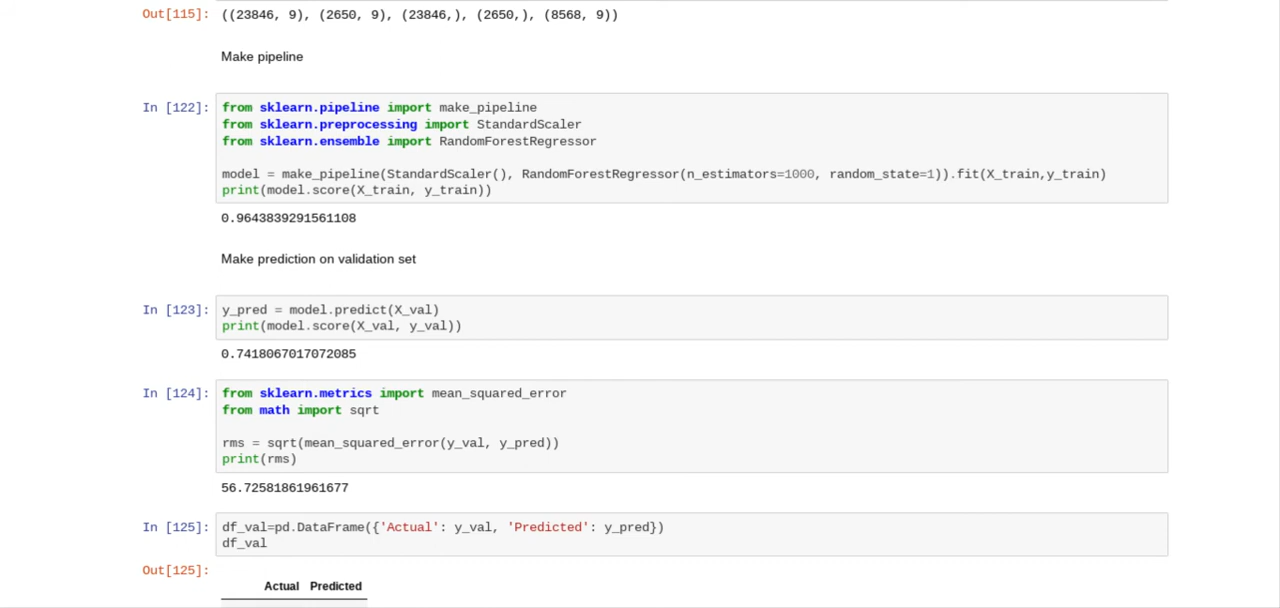 Out[115]: ((23846, 9), (2650, 9), (23846,), (2650,), (8568, 9))
Make pipeline
In [122]: from sklearn.pipeline import make_pipeline
from sklearn.preprocessing import StandardScaler
from sklearn.ensemble import RandomForestRegressor
model = make_pipeline(StandardScaler(), RandomForestRegressor(n_estimators=1000, random_state=1)).fit(X_train,y_train)
print(model.score(X_train, y_train))
0.9643839291561108
Make prediction on validation set
In [123]: y_pred = model.predict(X_val)
print(model.score(X_val, y_val))
0.7418067017072085
In [124]: from sklearn.metrics import mean_squared_error
from math import sqrt
rms = sqrt(mean_squared_error(y_val, y_pred))
print(rms)
56.72581861961677
In [125]: df_val=pd.DataFrame({'Actual': y_val, 'Predicted': y_pred})
df_val
Out[125]:
Actual Predicted